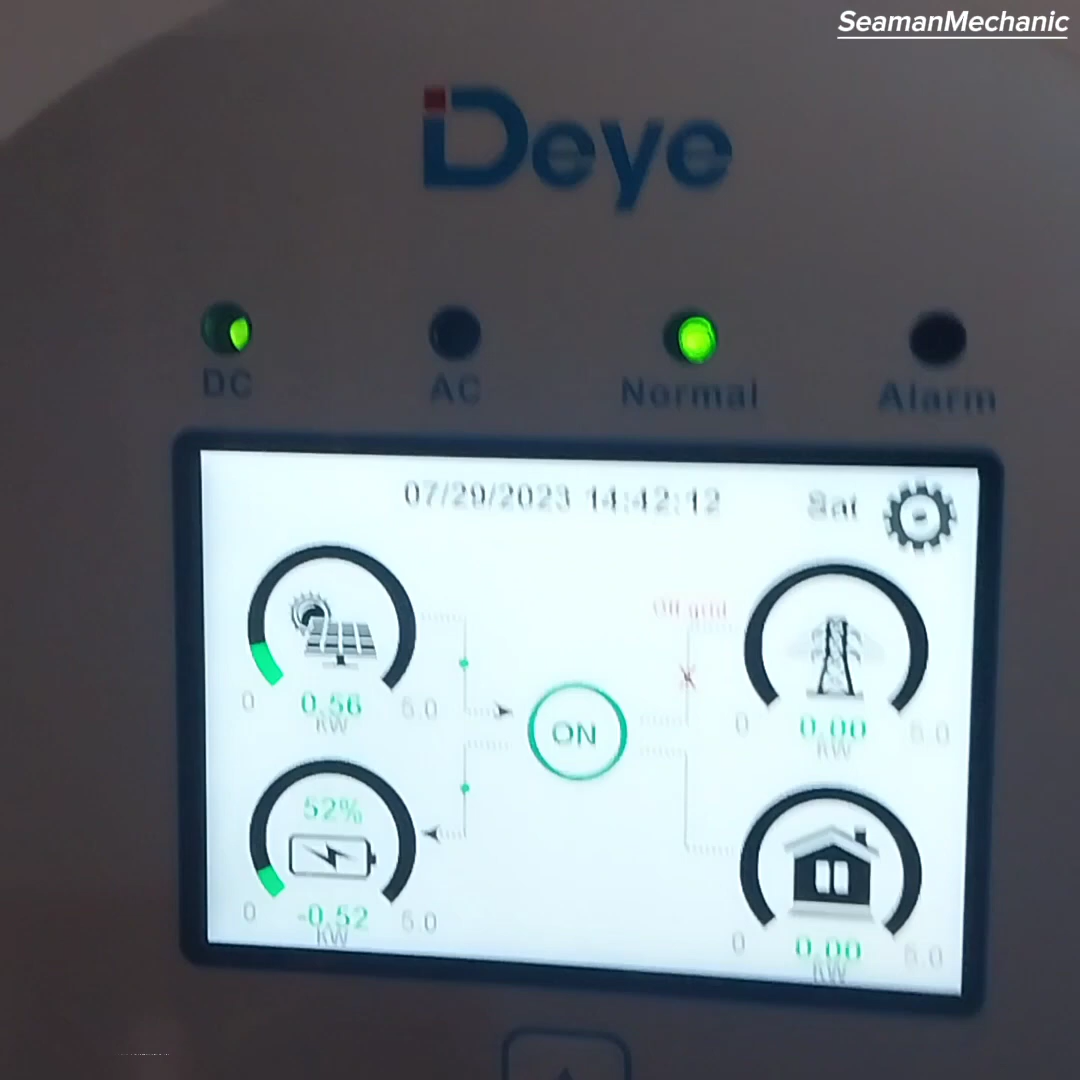 SeamanMechanic
Deye
DC AC Normal Alarm
07/29/2023 14:42:12 Sat
Off grid
0 0.56 5.0
KW
ON
0 0.00 5.0
KW
52%
0 -0.52 5.0
KW
0 0.00 5.0
KW